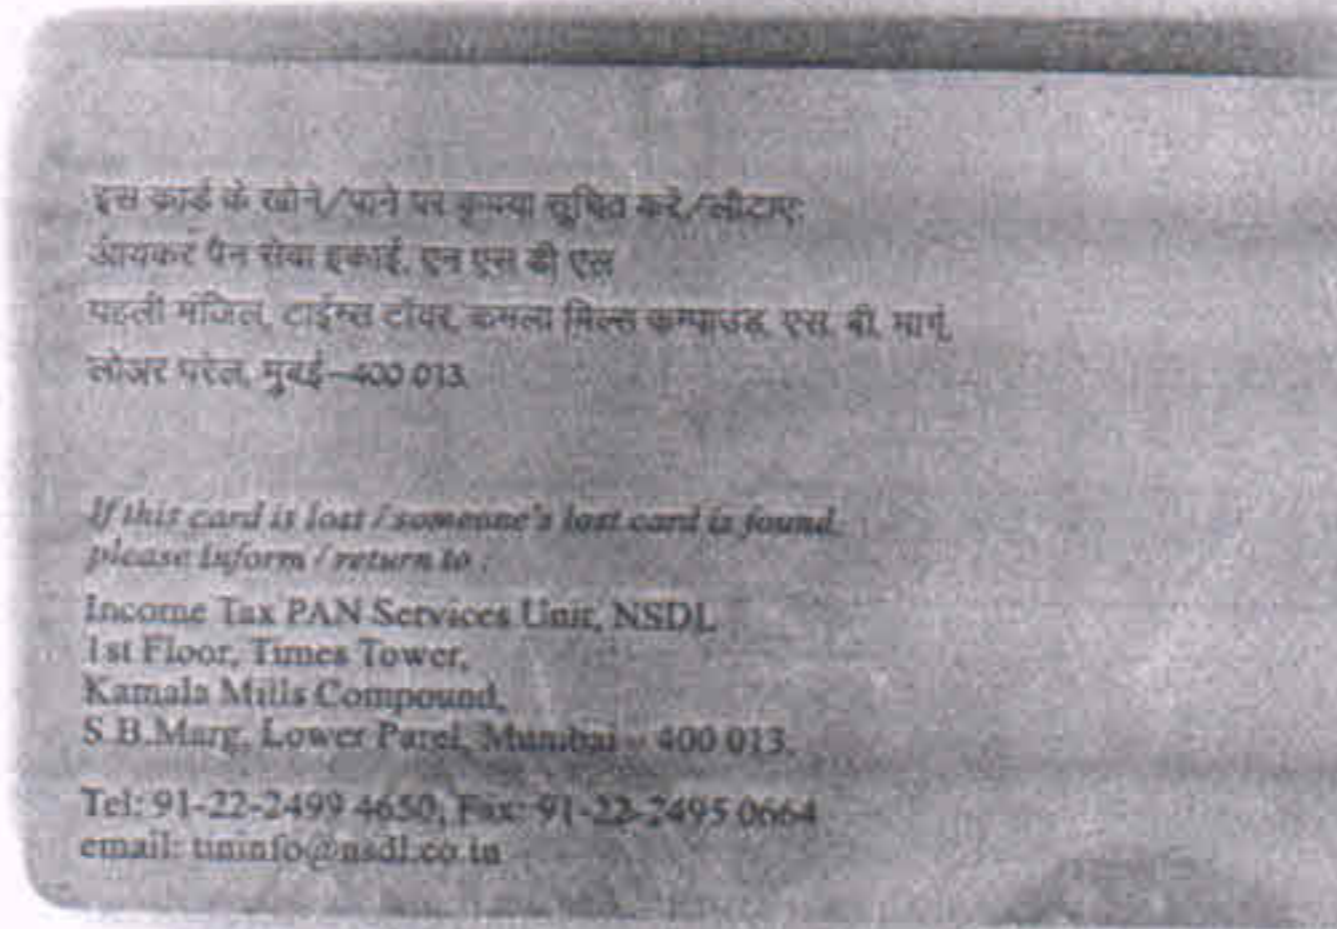 इस कार्ड के खोने/पाने पर कृपया सूचित करें/लौटाएं:
आयकर पैन सेवा इकाई, एन एस डी एल
पहली मंजिल, टाईम्स टॉवर, कमला मिल्स कम्पाउंड, एस. बी. मार्ग,
लोअर परेल, मुंबई–400 013.
If this card is lost / someone's lost card is found,
please inform / return to :
Income Tax PAN Services Unit, NSDL
1st Floor, Times Tower,
Kamala Mills Compound,
S.B.Marg, Lower Parel, Mumbai – 400 013.
Tel: 91-22-2499 4650, Fax: 91-22-2495 0664
email: tininfo@nsdl.co.in